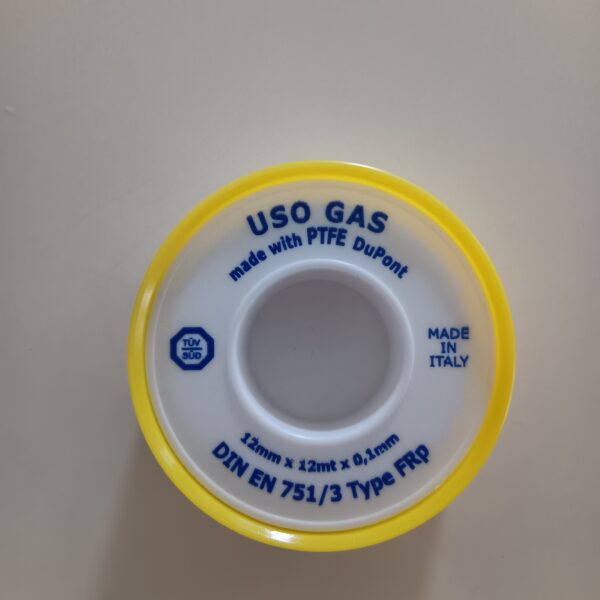 USO GAS
made with PTFE DuPont
TÜV
SÜD
MADE
IN
ITALY
12mm x 12mt x 0,1mm
DIN EN 751/3 Type FRp